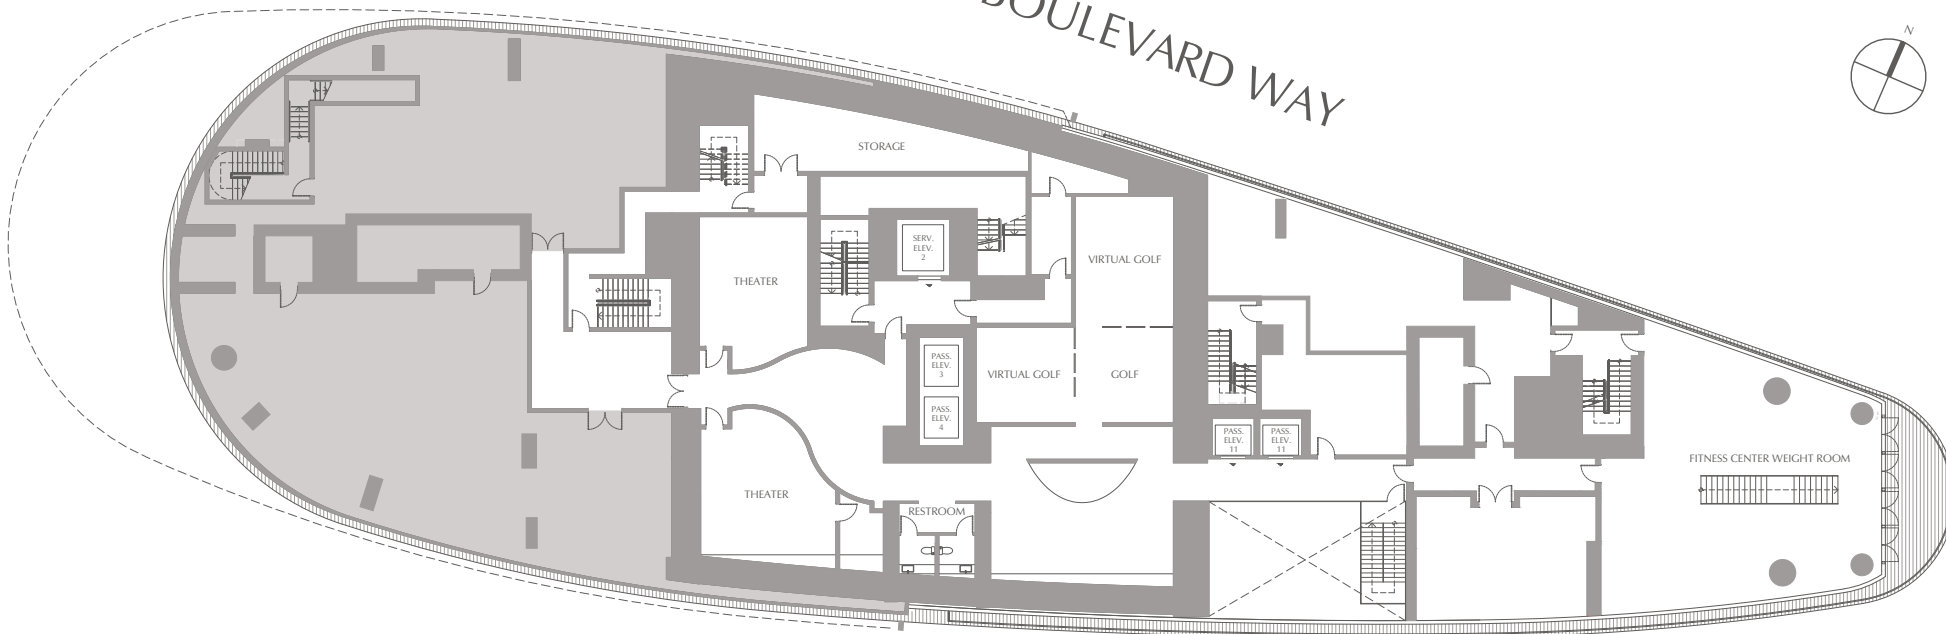 BOULEVARD WAY
N
STORAGE
SERV.
ELEV.
2
THEATER
VIRTUAL GOLF
PASS.
ELEV.
3
VIRTUAL GOLF
GOLF
PASS.
ELEV.
4
PASS.
ELEV.
11
PASS.
ELEV.
11
FITNESS CENTER WEIGHT ROOM
THEATER
RESTROOM